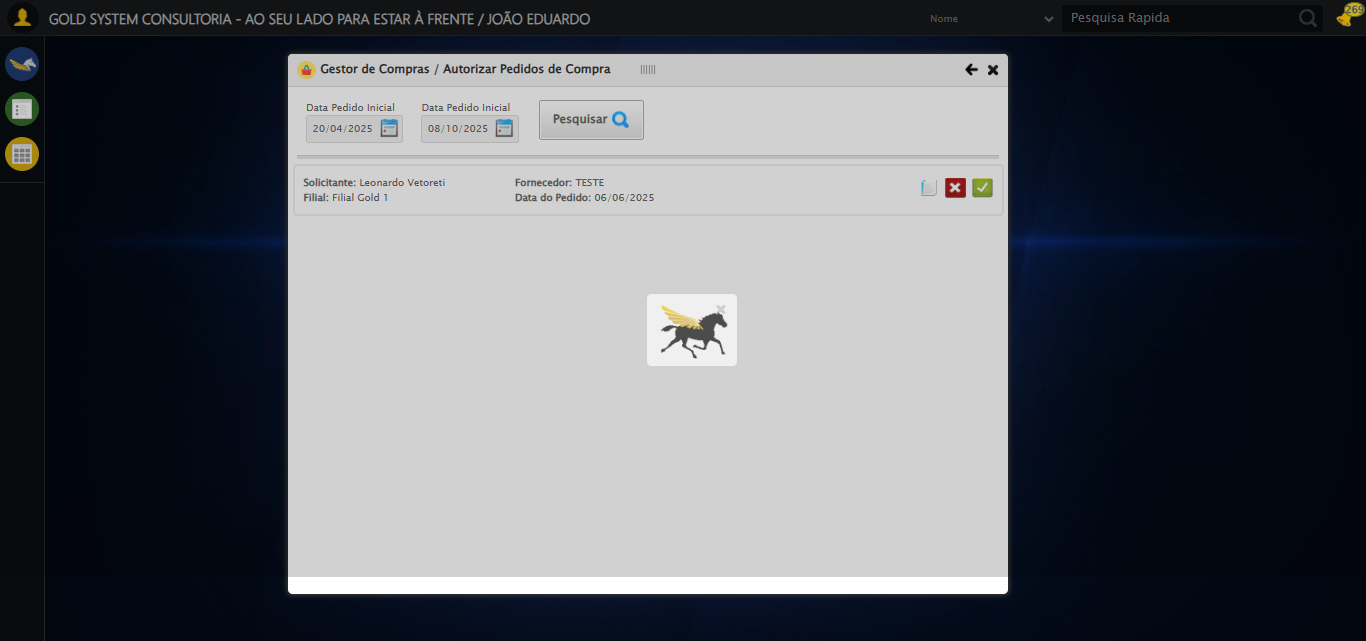 GOLD SYSTEM CONSULTORIA - AO SEU LADO PARA ESTAR À FRENTE / JOÃO EDUARDO
Nome
Pesquisa Rapida
269
Gestor de Compras / Autorizar Pedidos de Compra
Data Pedido Inicial
Data Pedido Inicial
20/04/2025
08/10/2025
Pesquisar
Solicitante: Leonardo Vetoreti
Fornecedor: TESTE
Filial: Filial Gold 1
Data do Pedido: 06/06/2025